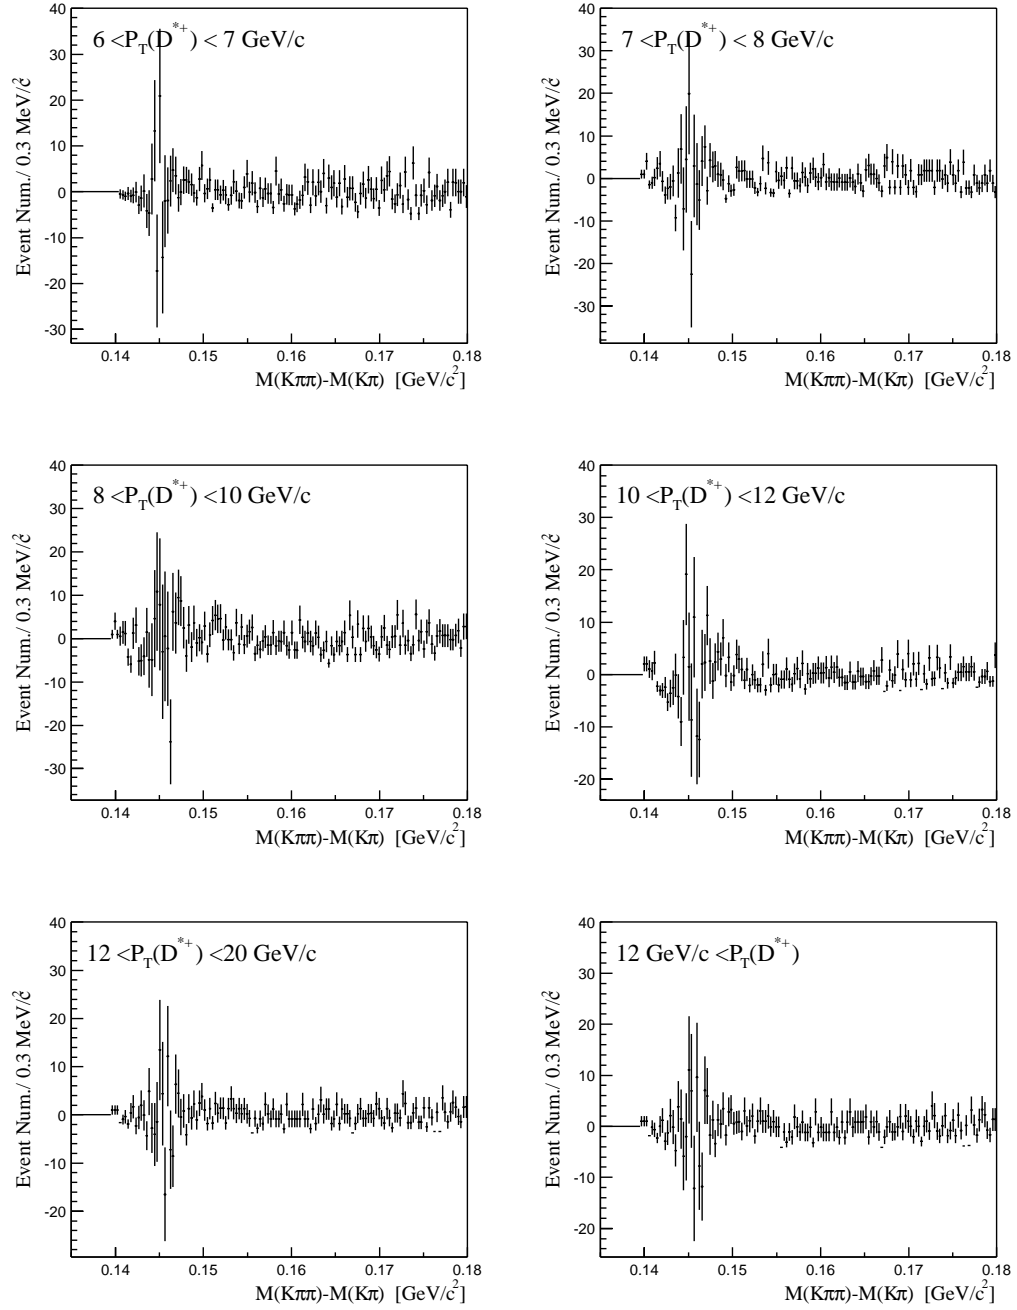 6 <P_T(D*+) < 7 GeV/c
Event Num./ 0.3 MeV/c²
40
30
20
10
0
-10
-20
-30
0.14 0.15 0.16 0.17 0.18
M(Kππ)-M(Kπ) [GeV/c²]
7 <P_T(D*+) < 8 GeV/c
Event Num./ 0.3 MeV/c²
40
30
20
10
0
-10
-20
-30
0.14 0.15 0.16 0.17 0.18
M(Kππ)-M(Kπ) [GeV/c²]
8 <P_T(D*+) <10 GeV/c
Event Num./ 0.3 MeV/c²
40
30
20
10
0
-10
-20
-30
0.14 0.15 0.16 0.17 0.18
M(Kππ)-M(Kπ) [GeV/c²]
10 <P_T(D*+) <12 GeV/c
Event Num./ 0.3 MeV/c²
40
30
20
10
0
-10
-20
0.14 0.15 0.16 0.17 0.18
M(Kππ)-M(Kπ) [GeV/c²]
12 <P_T(D*+) <20 GeV/c
Event Num./ 0.3 MeV/c²
40
30
20
10
0
-10
-20
0.14 0.15 0.16 0.17 0.18
M(Kππ)-M(Kπ) [GeV/c²]
12 GeV/c <P_T(D*+)
Event Num./ 0.3 MeV/c²
40
30
20
10
0
-10
-20
0.14 0.15 0.16 0.17 0.18
M(Kππ)-M(Kπ) [GeV/c²]